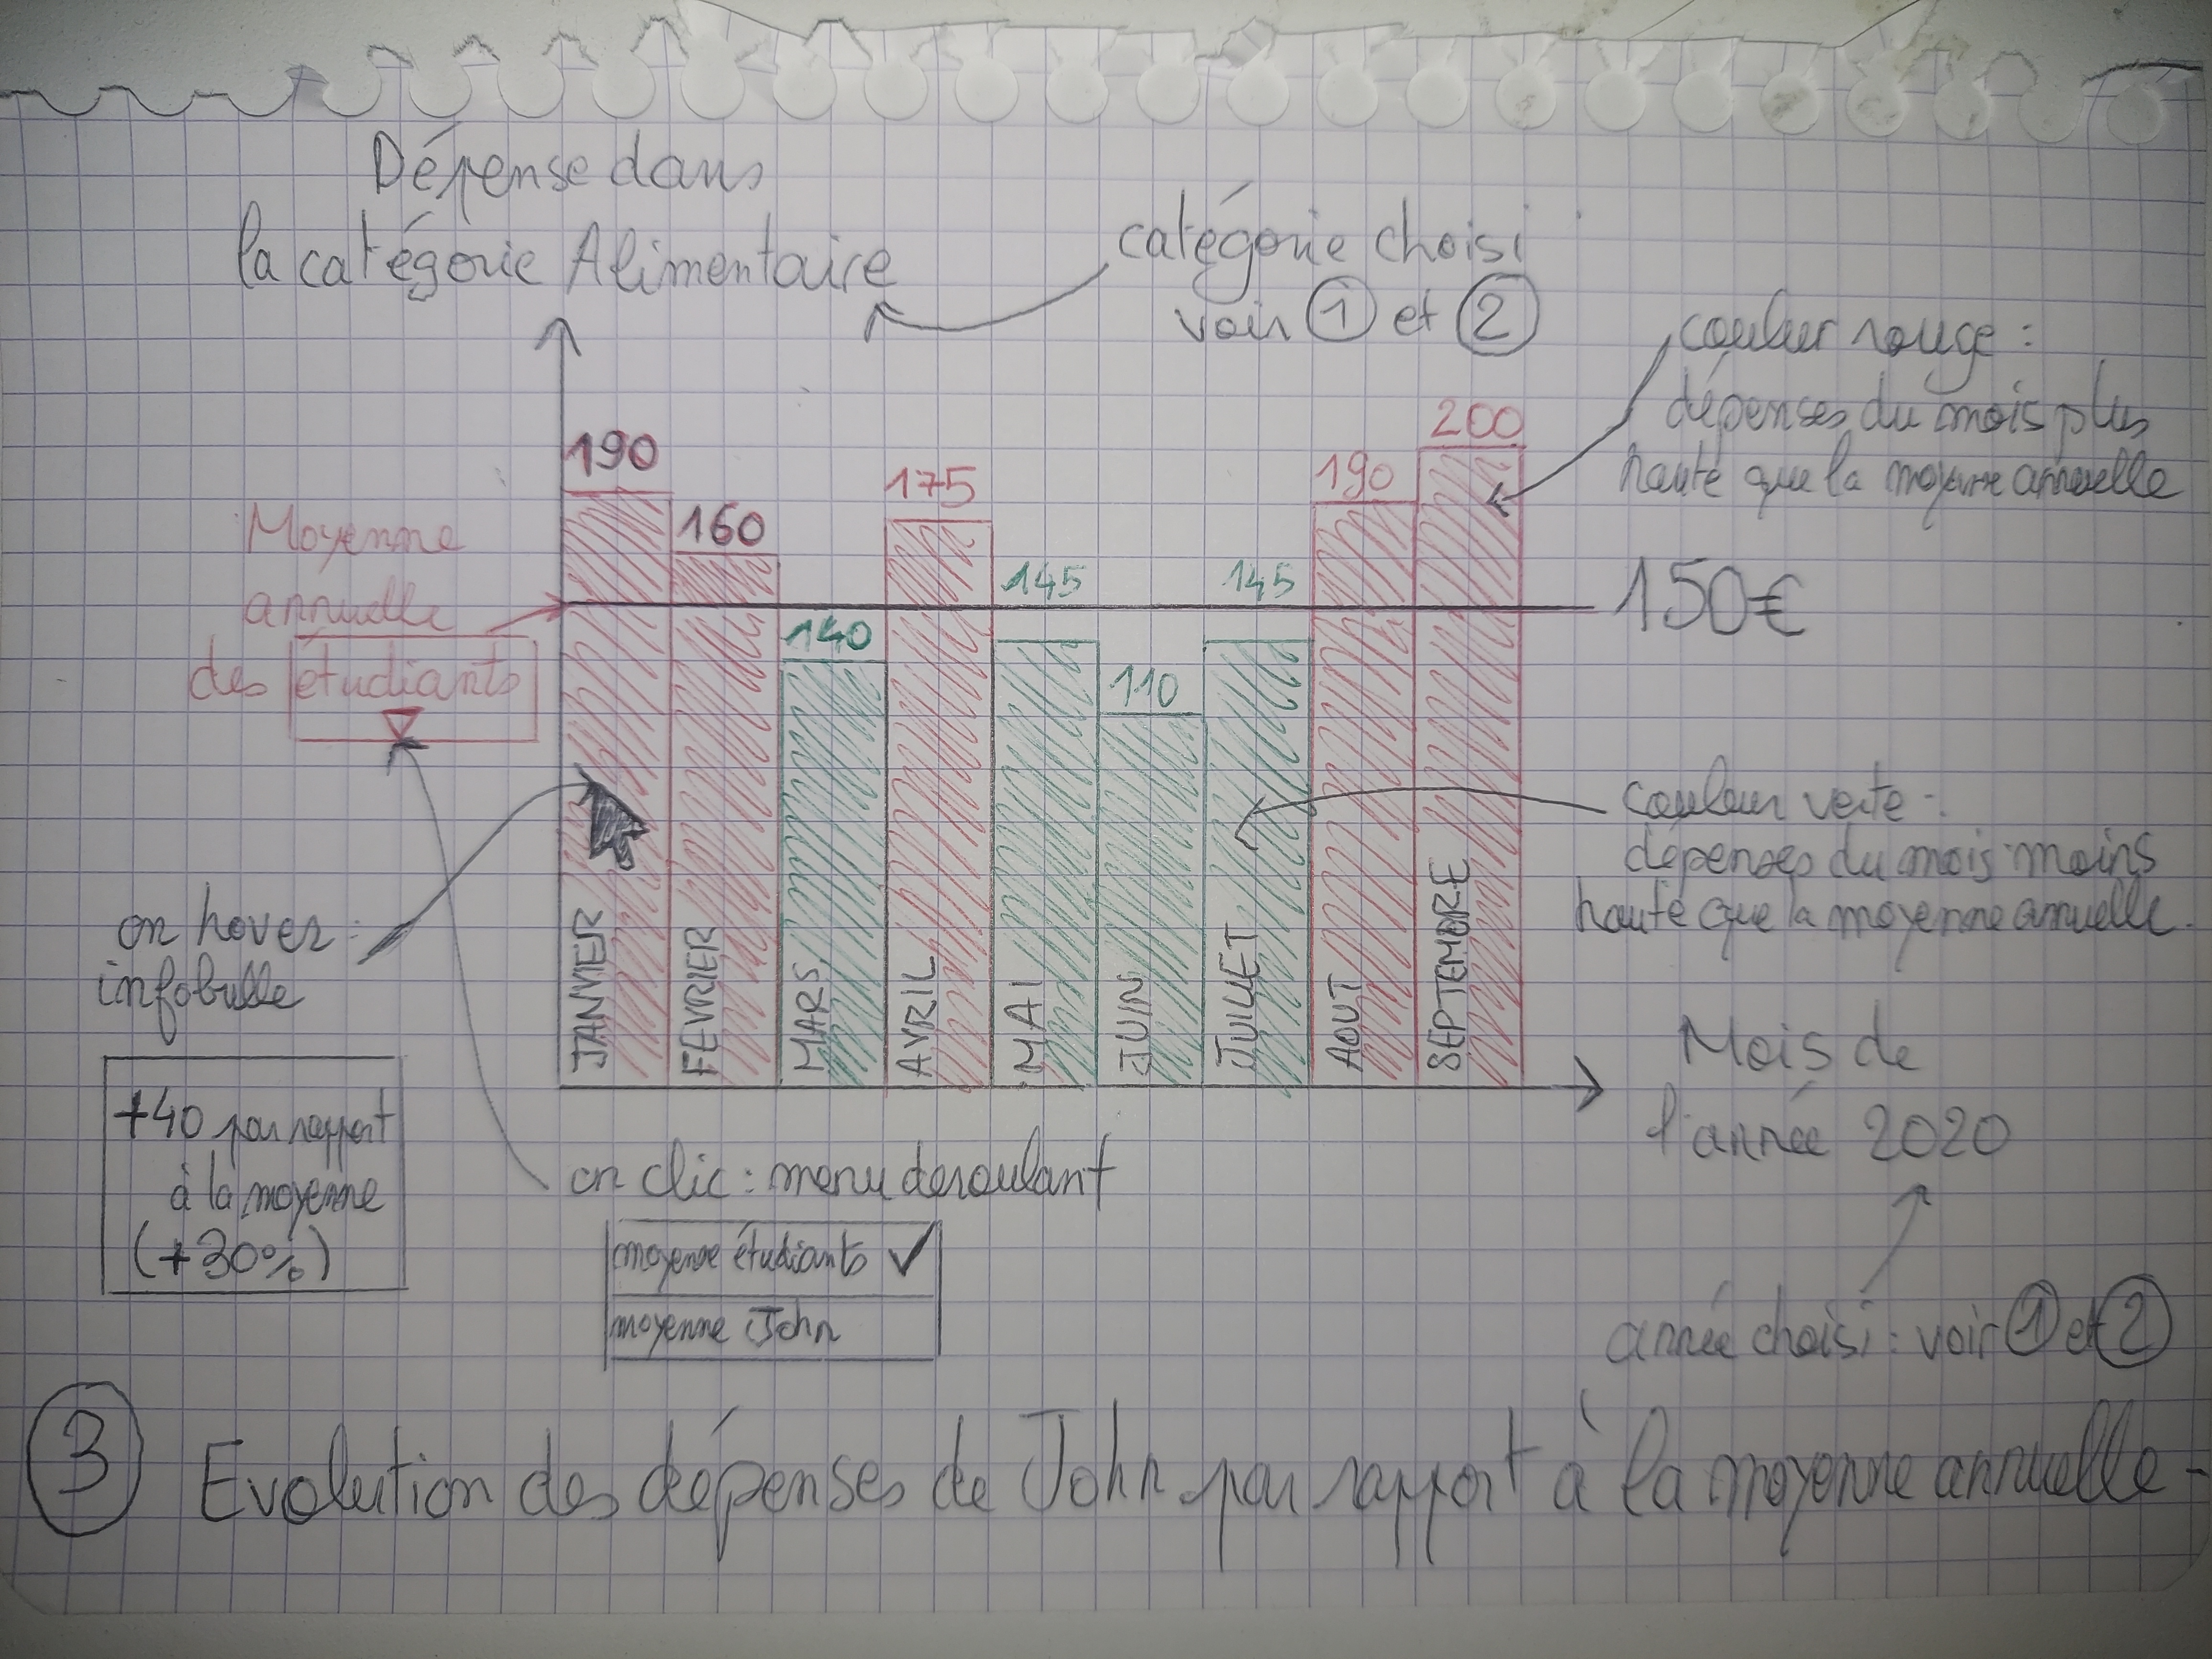 Dépense dans
la catégorie Alimentaire
catégorie choisi
voir 1 et 2
couleur rouge :
dépenses du mois plus
haute que la moyenne annuelle
190
160
140
175
145
110
145
190
200
Moyenne
annuelle
des étudiants
150€
couleur verte :
dépenses du mois moins
haute que la moyenne annuelle.
on hover :
infobulle
+40 par rapport
à la moyenne
(+30%)
JANVIER
FEVRIER
MARS
AVRIL
MAI
JUIN
JUILLET
AOUT
SEPTEMBRE
Mois de
l'année 2020
on clic : menu deroulant
moyenne étudiants ✓
moyenne John
année choisi : voir 1 et 2
3 Evolution des dépenses de John par rapport à la moyenne annuelle -